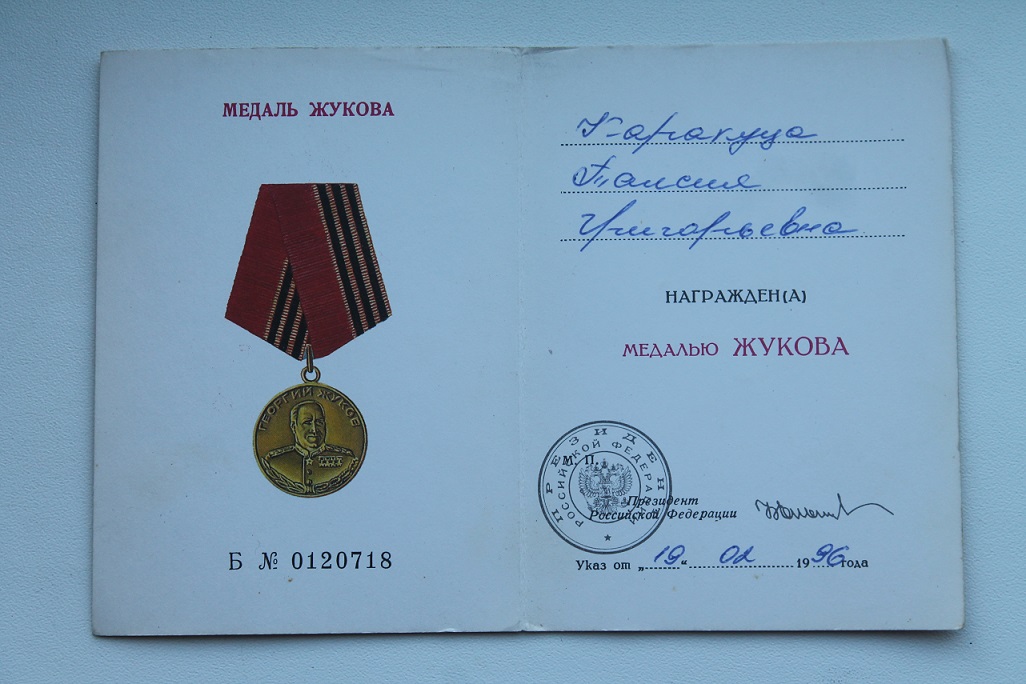 МЕДАЛЬ ЖУКОВА
ГЕОРГИЙ ЖУКОВ
Б № 0120718
Каракуца
Таисия
Григорьевна
НАГРАЖДЕН(А)
МЕДАЛЬЮ ЖУКОВА
ПРЕЗИДЕНТ
РОССИЙСКОЙ ФЕДЕРАЦИИ
М. П.
Президент
Российской Федерации
Указ от „19“ 02 1996 года